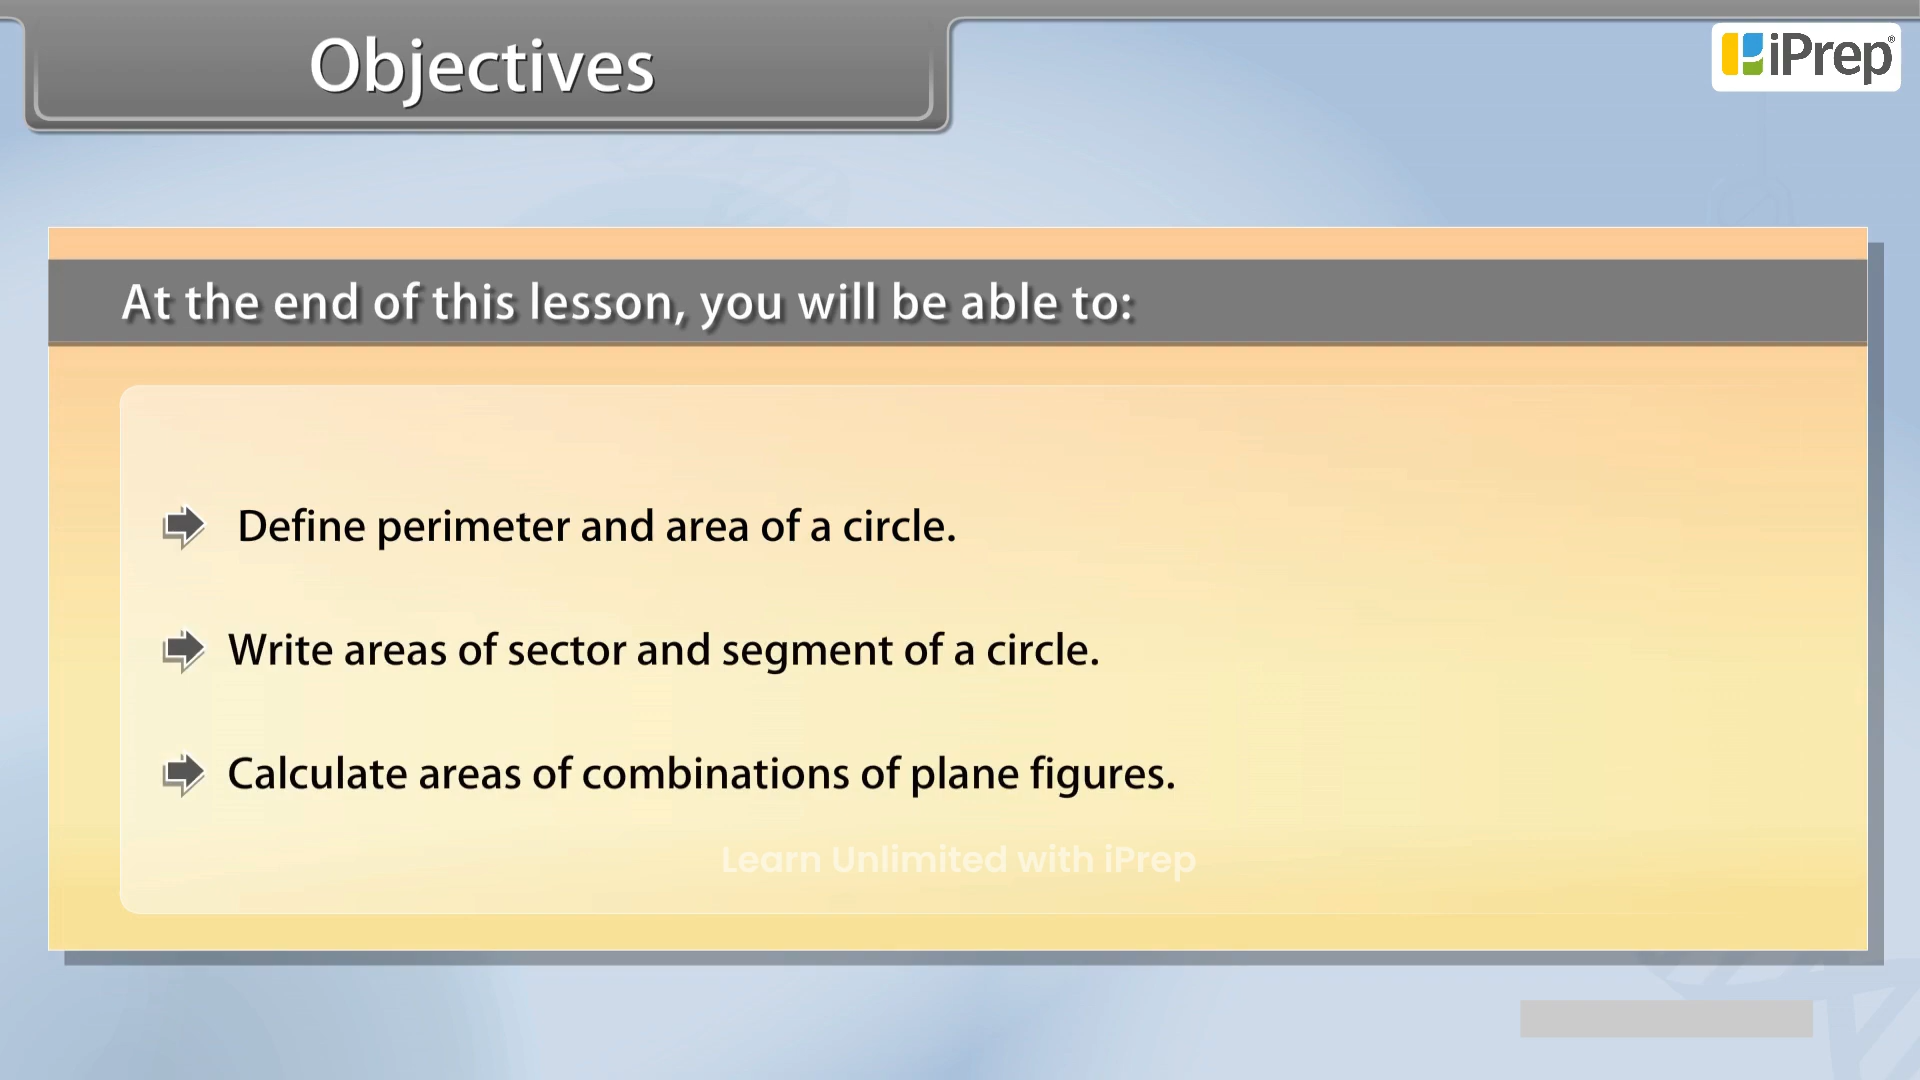 Objectives
iPrep®
At the end of this lesson, you will be able to:
Define perimeter and area of a circle.
Write areas of sector and segment of a circle.
Calculate areas of combinations of plane figures.
Learn Unlimited with iPrep